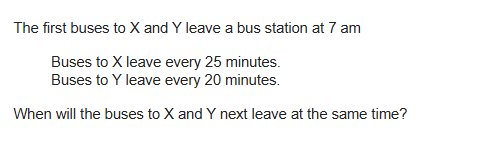 The first buses to X and Y leave a bus station at 7 am
Buses to X leave every 25 minutes.
Buses to Y leave every 20 minutes.
When will the buses to X and Y next leave at the same time?